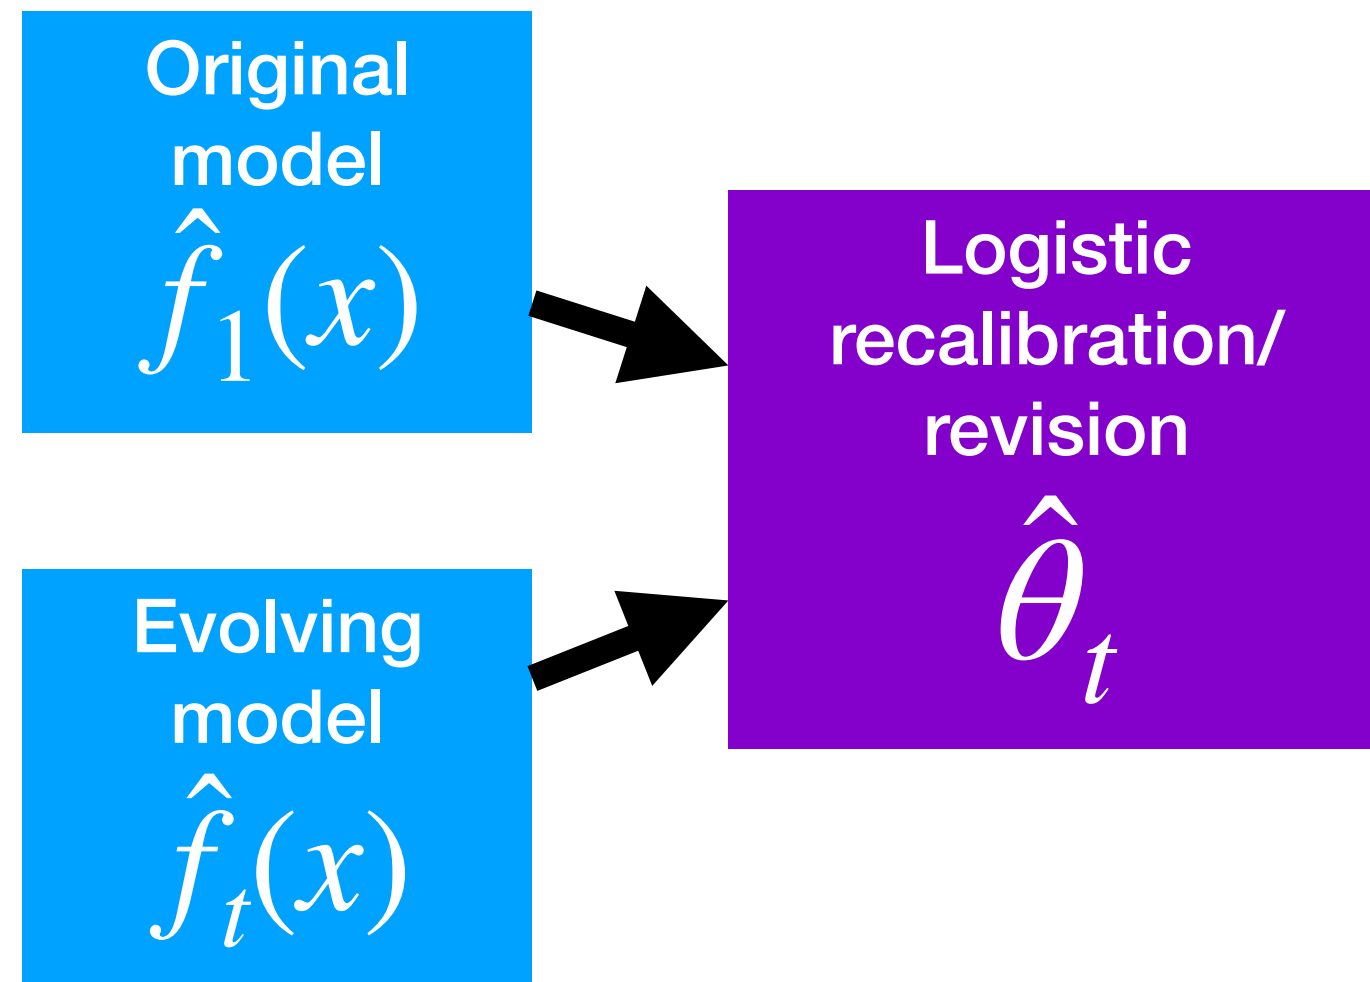 Original
model
f̂₁(x)
Logistic
recalibration/
revision
θ̂ₜ
Evolving
model
f̂ₜ(x)